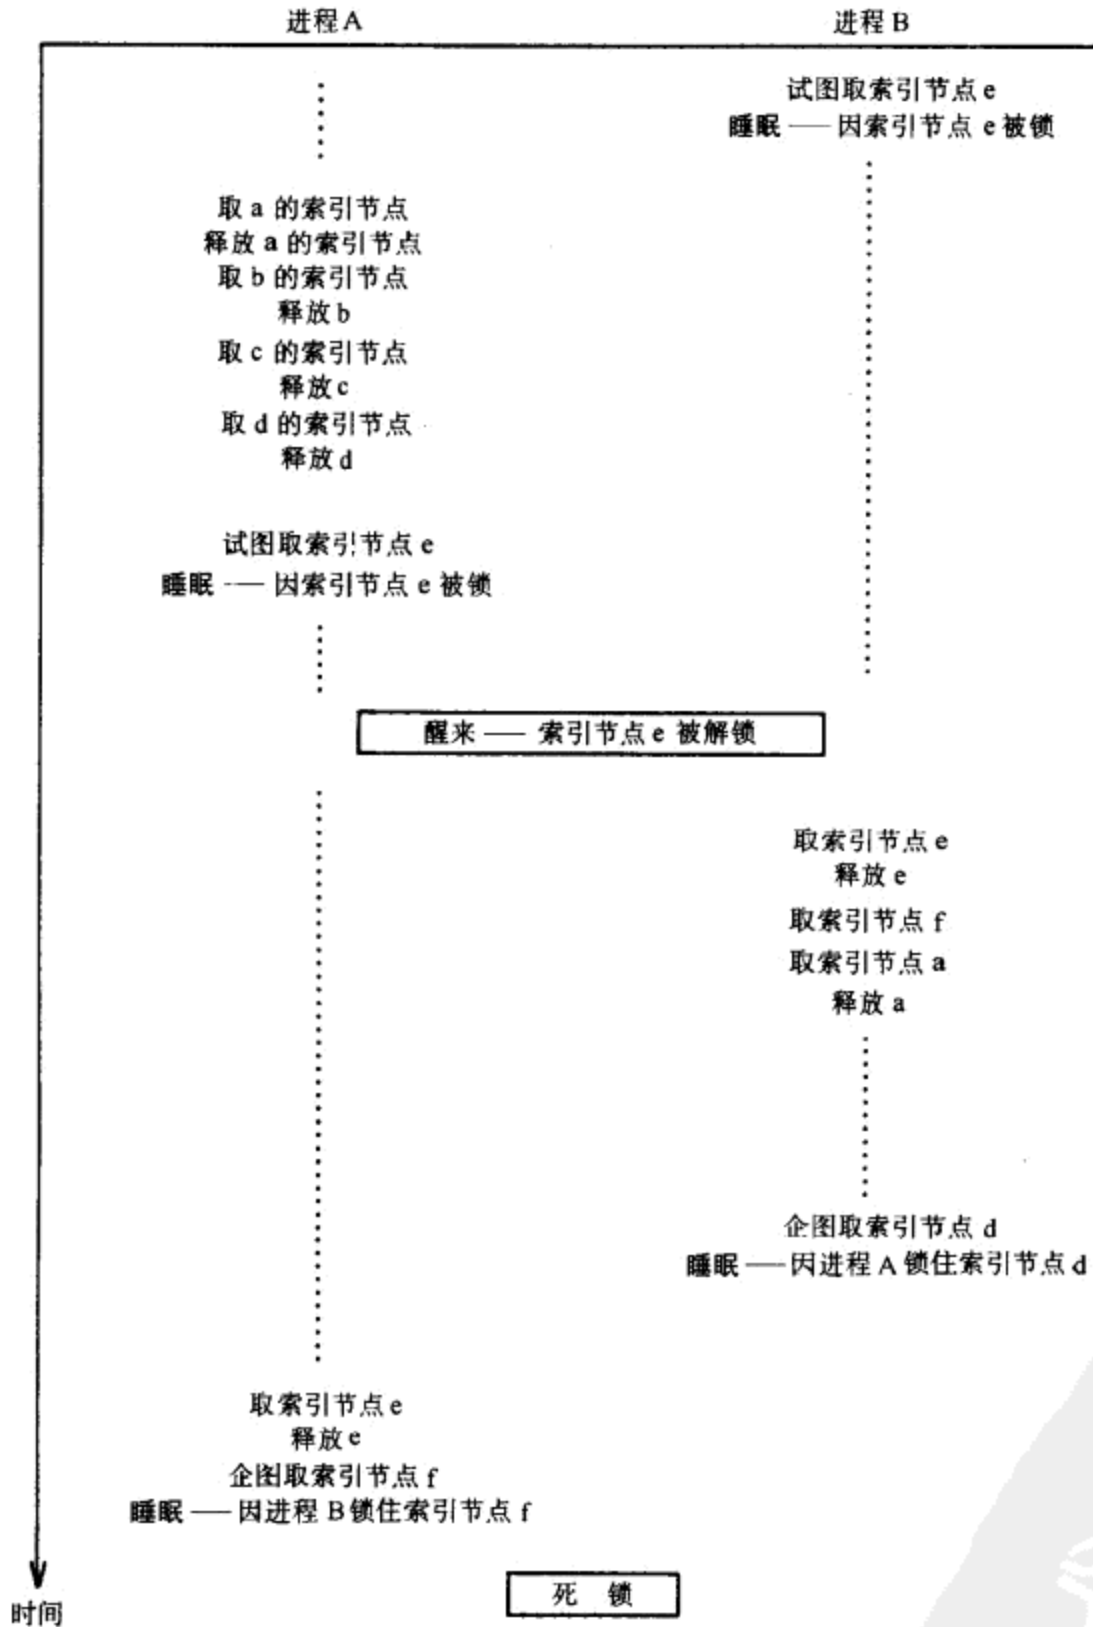 进程A 进程B
试图取索引节点e
睡眠——因索引节点e被锁
取a的索引节点
释放a的索引节点
取b的索引节点
释放b
取c的索引节点
释放c
取d的索引节点
释放d
试图取索引节点e
睡眠——因索引节点e被锁
醒来——索引节点e被解锁
取索引节点e
释放e
取索引节点f
取索引节点a
释放a
企图取索引节点d
睡眠——因进程A锁住索引节点d
取索引节点e
释放e
企图取索引节点f
睡眠——因进程B锁住索引节点f
死 锁
时间